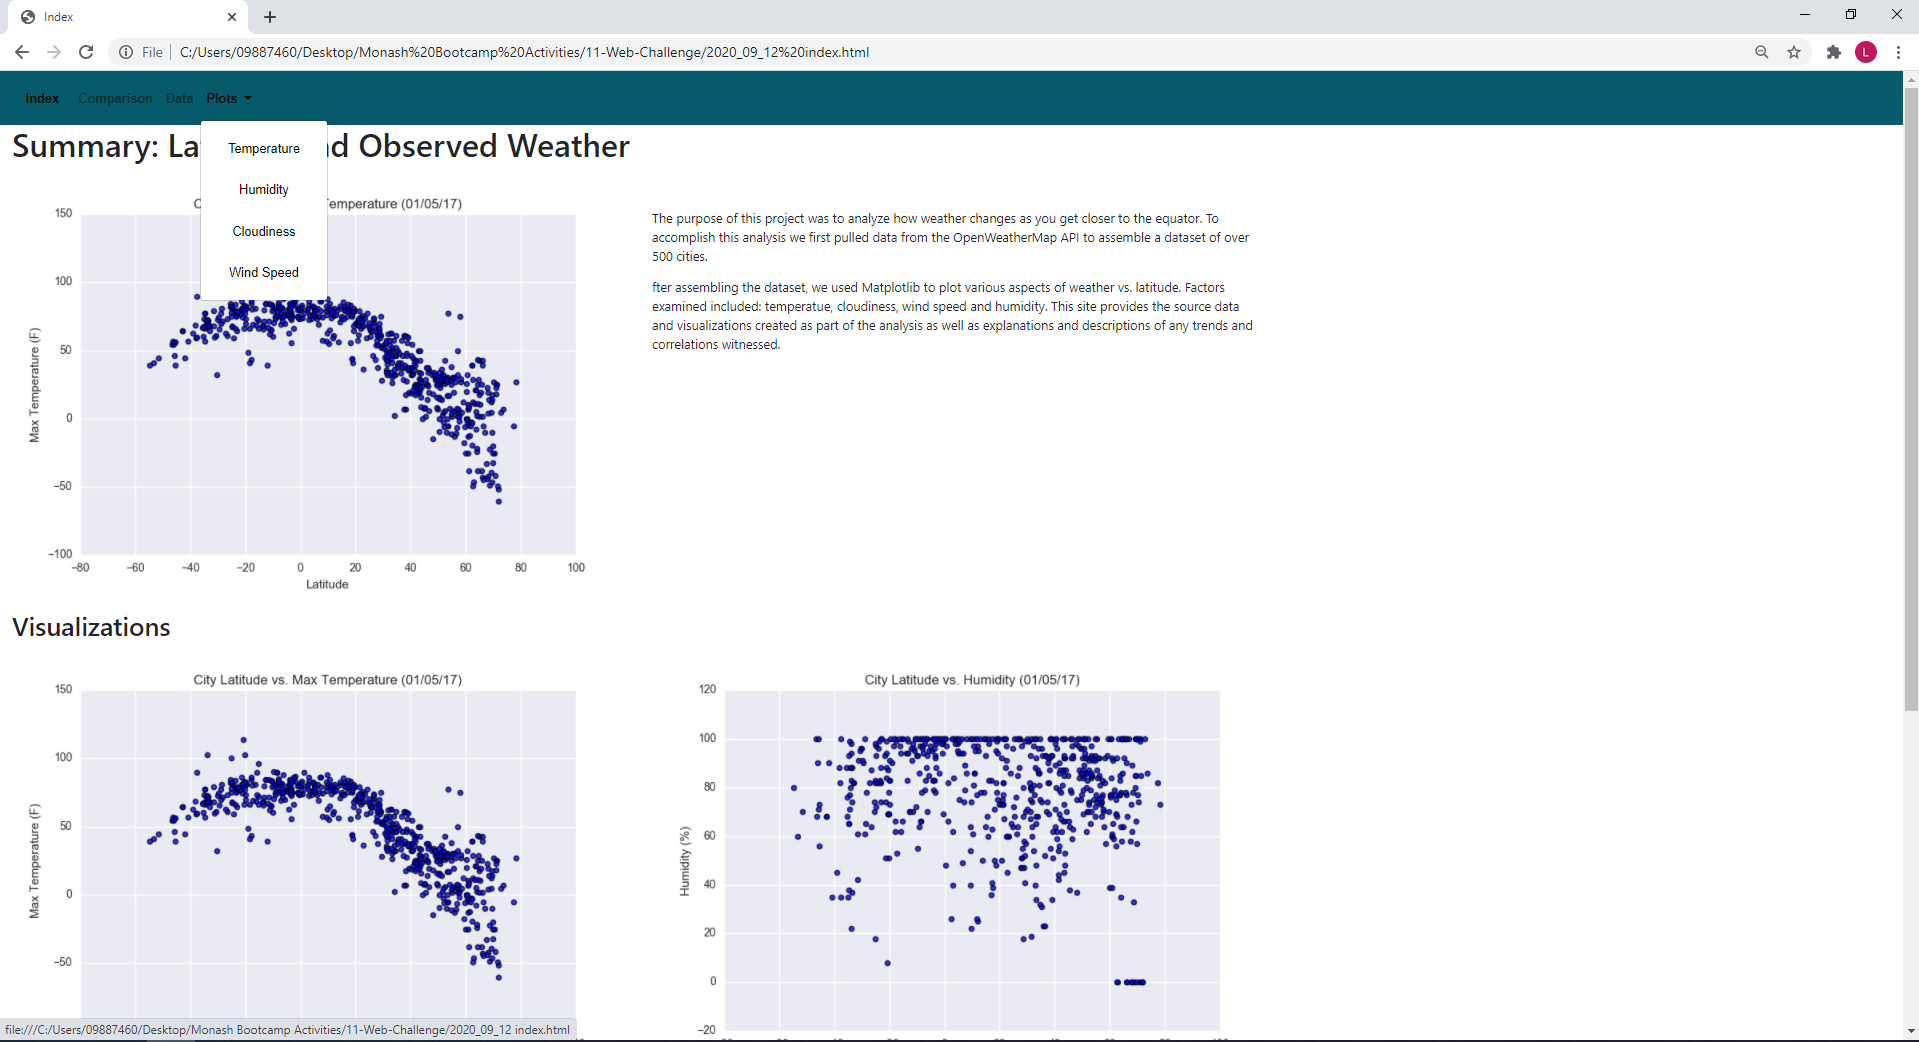 Index
File
C:/Users/09887460/Desktop/Monash%20Bootcamp%20Activities/11-Web-Challenge/2020_09_12%20index.html
L
Index Comparison Data Plots
Temperature
Humidity
Cloudiness
Wind Speed
Summary: La d Observed Weather
C emperature (01/05/17)
150
100
50
0
−50
−100
Max Temperature (F)
−80 −60 −40 −20 0 20 40 60 80 100
Latitude
The purpose of this project was to analyze how weather changes as you get closer to the equator. To
accomplish this analysis we first pulled data from the OpenWeatherMap API to assemble a dataset of over
500 cities.
fter assembling the dataset, we used Matplotlib to plot various aspects of weather vs. latitude. Factors
examined included: temperatue, cloudiness, wind speed and humidity. This site provides the source data
and visualizations created as part of the analysis as well as explanations and descriptions of any trends and
correlations witnessed.
Visualizations
City Latitude vs. Max Temperature (01/05/17)
150
100
50
0
−50
Max Temperature (F)
City Latitude vs. Humidity (01/05/17)
120
100
80
60
40
20
0
−20
Humidity (%)
file:///C:/Users/09887460/Desktop/Monash Bootcamp Activities/11-Web-Challenge/2020_09_12 index.html